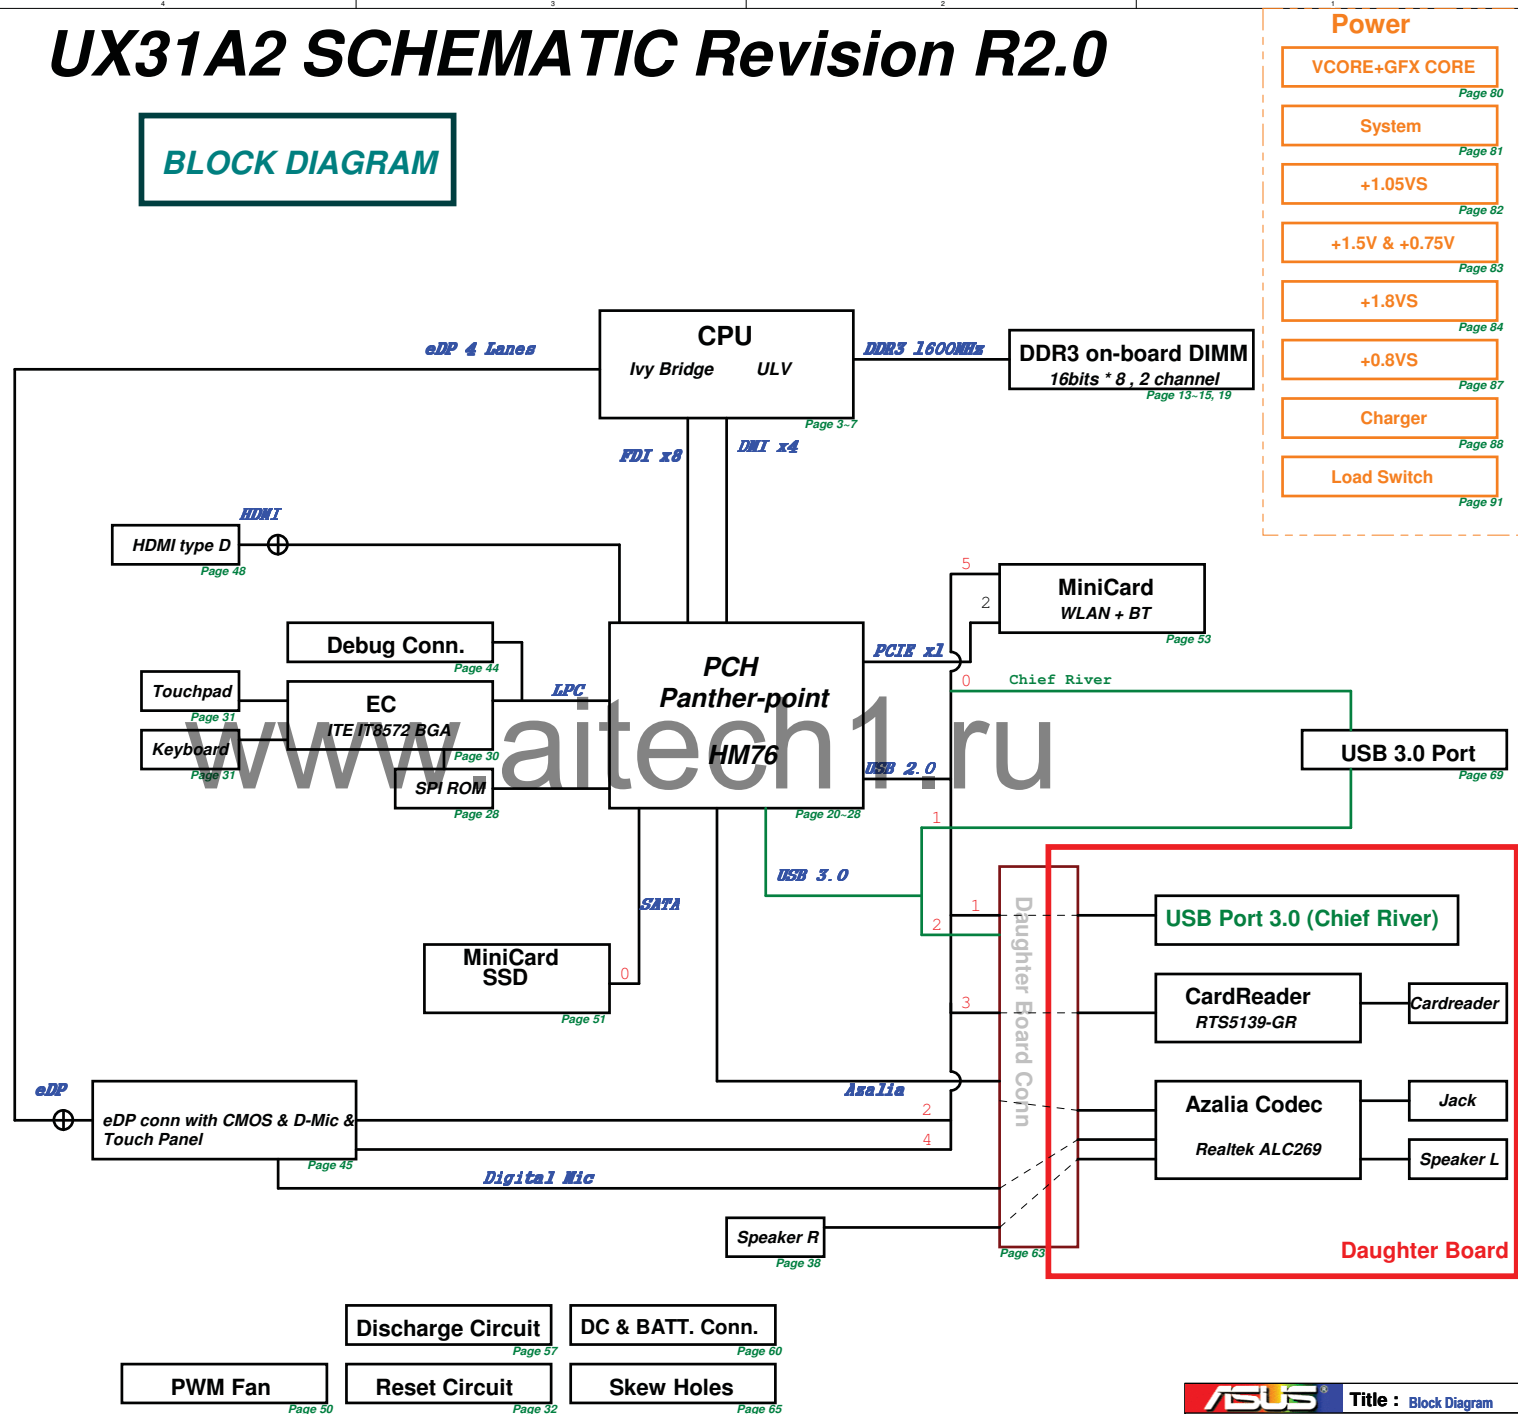 4 3 2 1
UX31A2 SCHEMATIC Revision R2.0
BLOCK DIAGRAM
Power
VCORE+GFX CORE
Page 80
System
Page 81
+1.05VS
Page 82
+1.5V & +0.75V
Page 83
+1.8VS
Page 84
+0.8VS
Page 87
Charger
Page 88
Load Switch
Page 91
eDP 4 Lanes
CPU
Ivy Bridge ULV
Page 3~7
DDR3 1600MHz
DDR3 on-board DIMM
16bits * 8 , 2 channel
Page 13~15, 19
FDI x8
DMI x4
HDMI
HDMI type D
Page 48
5
2
MiniCard
WLAN + BT
Page 53
Debug Conn.
Page 44
Touchpad
Page 31
EC
ITE IT8572 BGA
Page 30
Keyboard
Page 31
SPI ROM
Page 28
LPC
PCH
Panther-point
HM76
Page 20~28
PCIE x1
0
Chief River
USB 2.0
USB 3.0 Port
Page 69
www.aitech1.ru
1
USB 3.0
SATA
MiniCard
SSD
0
Page 51
1
2
3
Daughter Board Conn
Page 63
USB Port 3.0 (Chief River)
CardReader
RTS5139-GR
Cardreader
Azalia
Azalia Codec
Realtek ALC269
Jack
Speaker L
Daughter Board
eDP
eDP conn with CMOS & D-Mic &
Touch Panel
Page 45
2
4
Digital Mic
Speaker R
Page 38
Discharge Circuit
Page 57
DC & BATT. Conn.
Page 60
PWM Fan
Page 50
Reset Circuit
Page 32
Skew Holes
Page 65
ASUS®
Title : Block Diagram